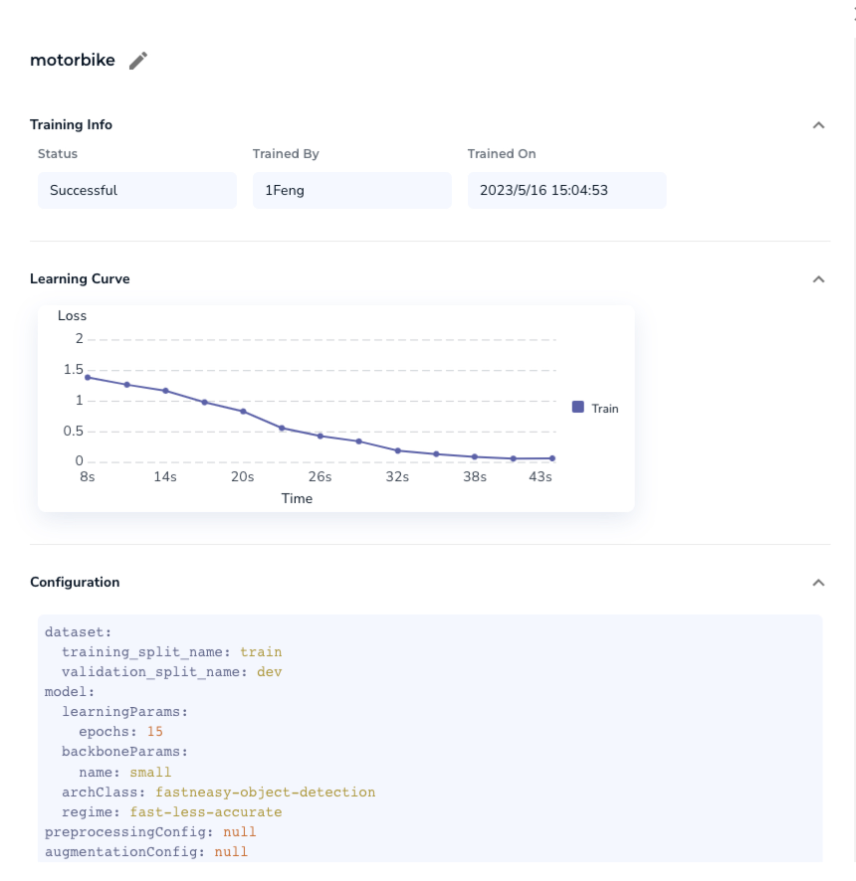 motorbike
Training Info
Status Trained By Trained On
Successful 1Feng 2023/5/16 15:04:53
Learning Curve
Loss
2
1.5
1
0.5
0
8s 14s 20s 26s 32s 38s 43s
Time
Train
Configuration
dataset:
  training_split_name: train
  validation_split_name: dev
model:
  learningParams:
    epochs: 15
  backboneParams:
    name: small
  archClass: fastneasy-object-detection
  regime: fast-less-accurate
preprocessingConfig: null
augmentationConfig: null